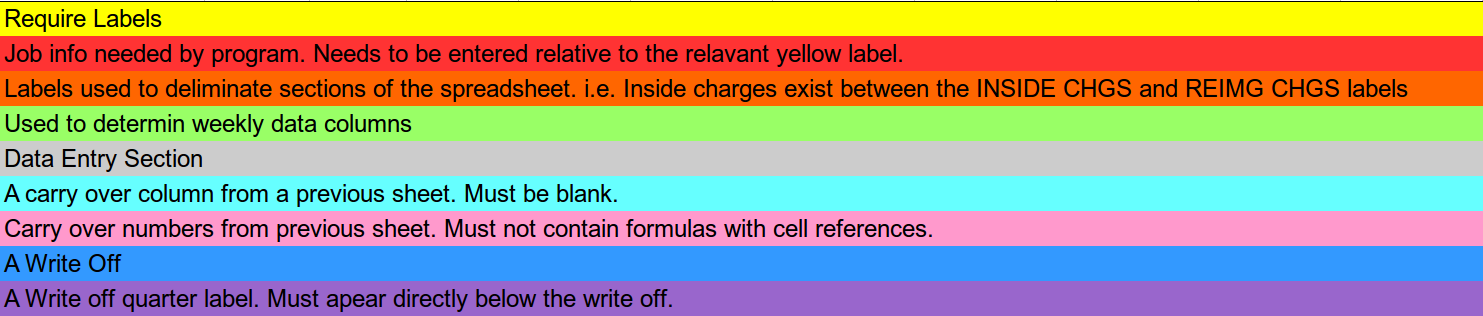 Require Labels
Job info needed by program. Needs to be entered relative to the relavant yellow label.
Labels used to deliminate sections of the spreadsheet. i.e. Inside charges exist between the INSIDE CHGS and REIMG CHGS labels
Used to determin weekly data columns
Data Entry Section
A carry over column from a previous sheet. Must be blank.
Carry over numbers from previous sheet. Must not contain formulas with cell references.
A Write Off
A Write off quarter label. Must apear directly below the write off.